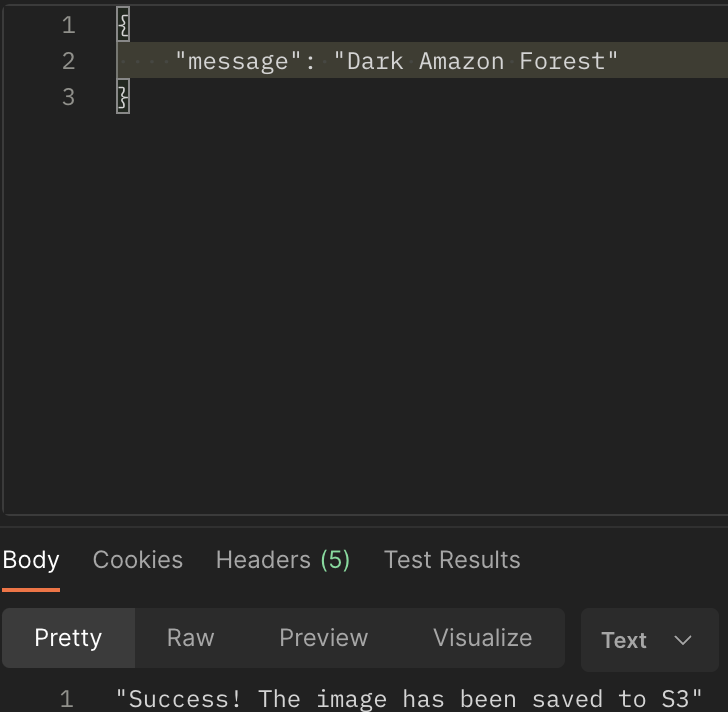 1 {
2 "message": "Dark Amazon Forest"
3 }
Body Cookies Headers (5) Test Results
Pretty Raw Preview Visualize Text
1 "Success! The image has been saved to S3"